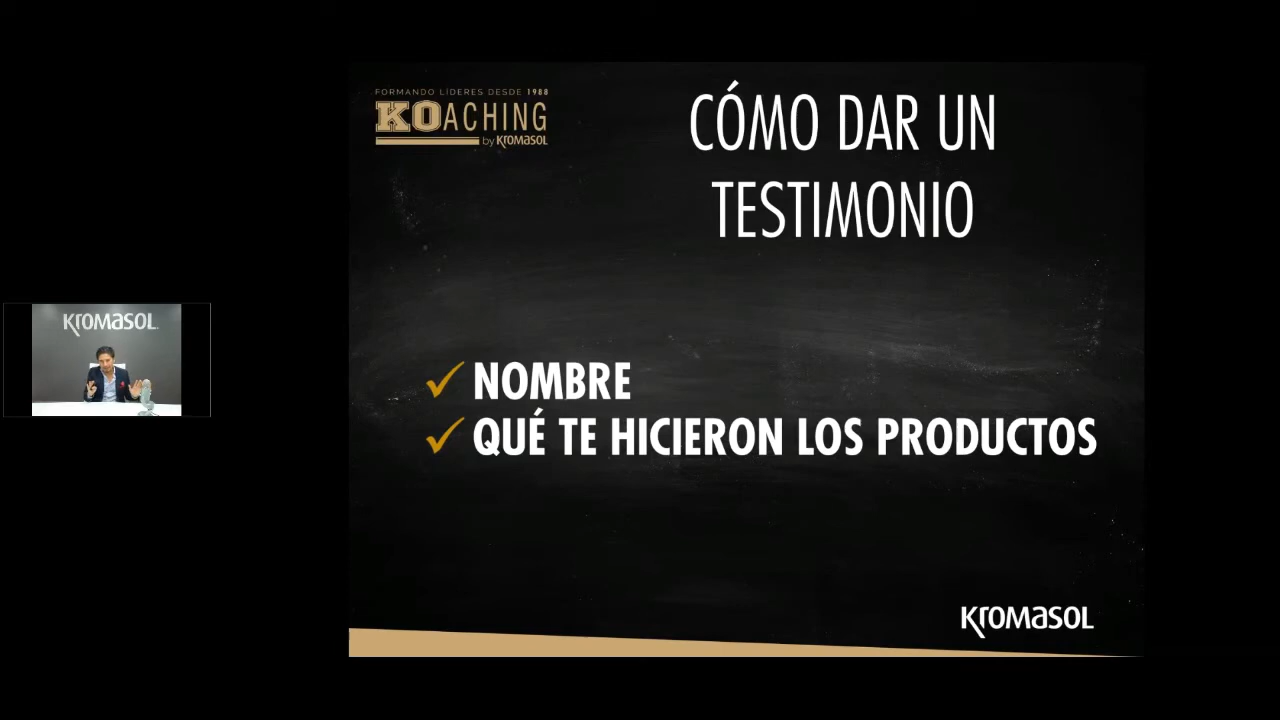 FORMANDO LÍDERES DESDE 1988
KOACHING
by KROMASOL
CÓMO DAR UN
TESTIMONIO
KROMASOL
NOMBRE
QUÉ TE HICIERON LOS PRODUCTOS
KROMASOL